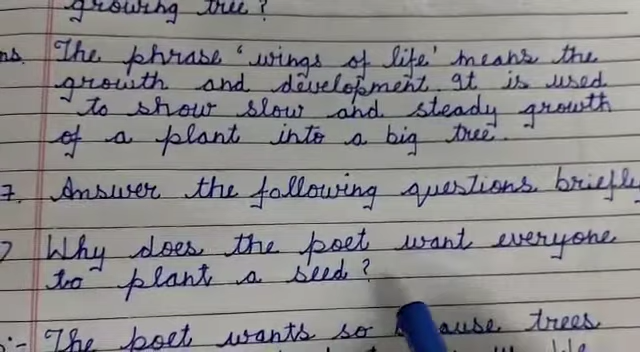 growing tree?
ns. The phrase 'wings of life' means the
growth and development. It is used
to show slow and steady growth
of a plant into a big tree.
7. Answer the following questions briefly
Why does the poet want everyone
to plant a seed?
:- The poet wants so trees